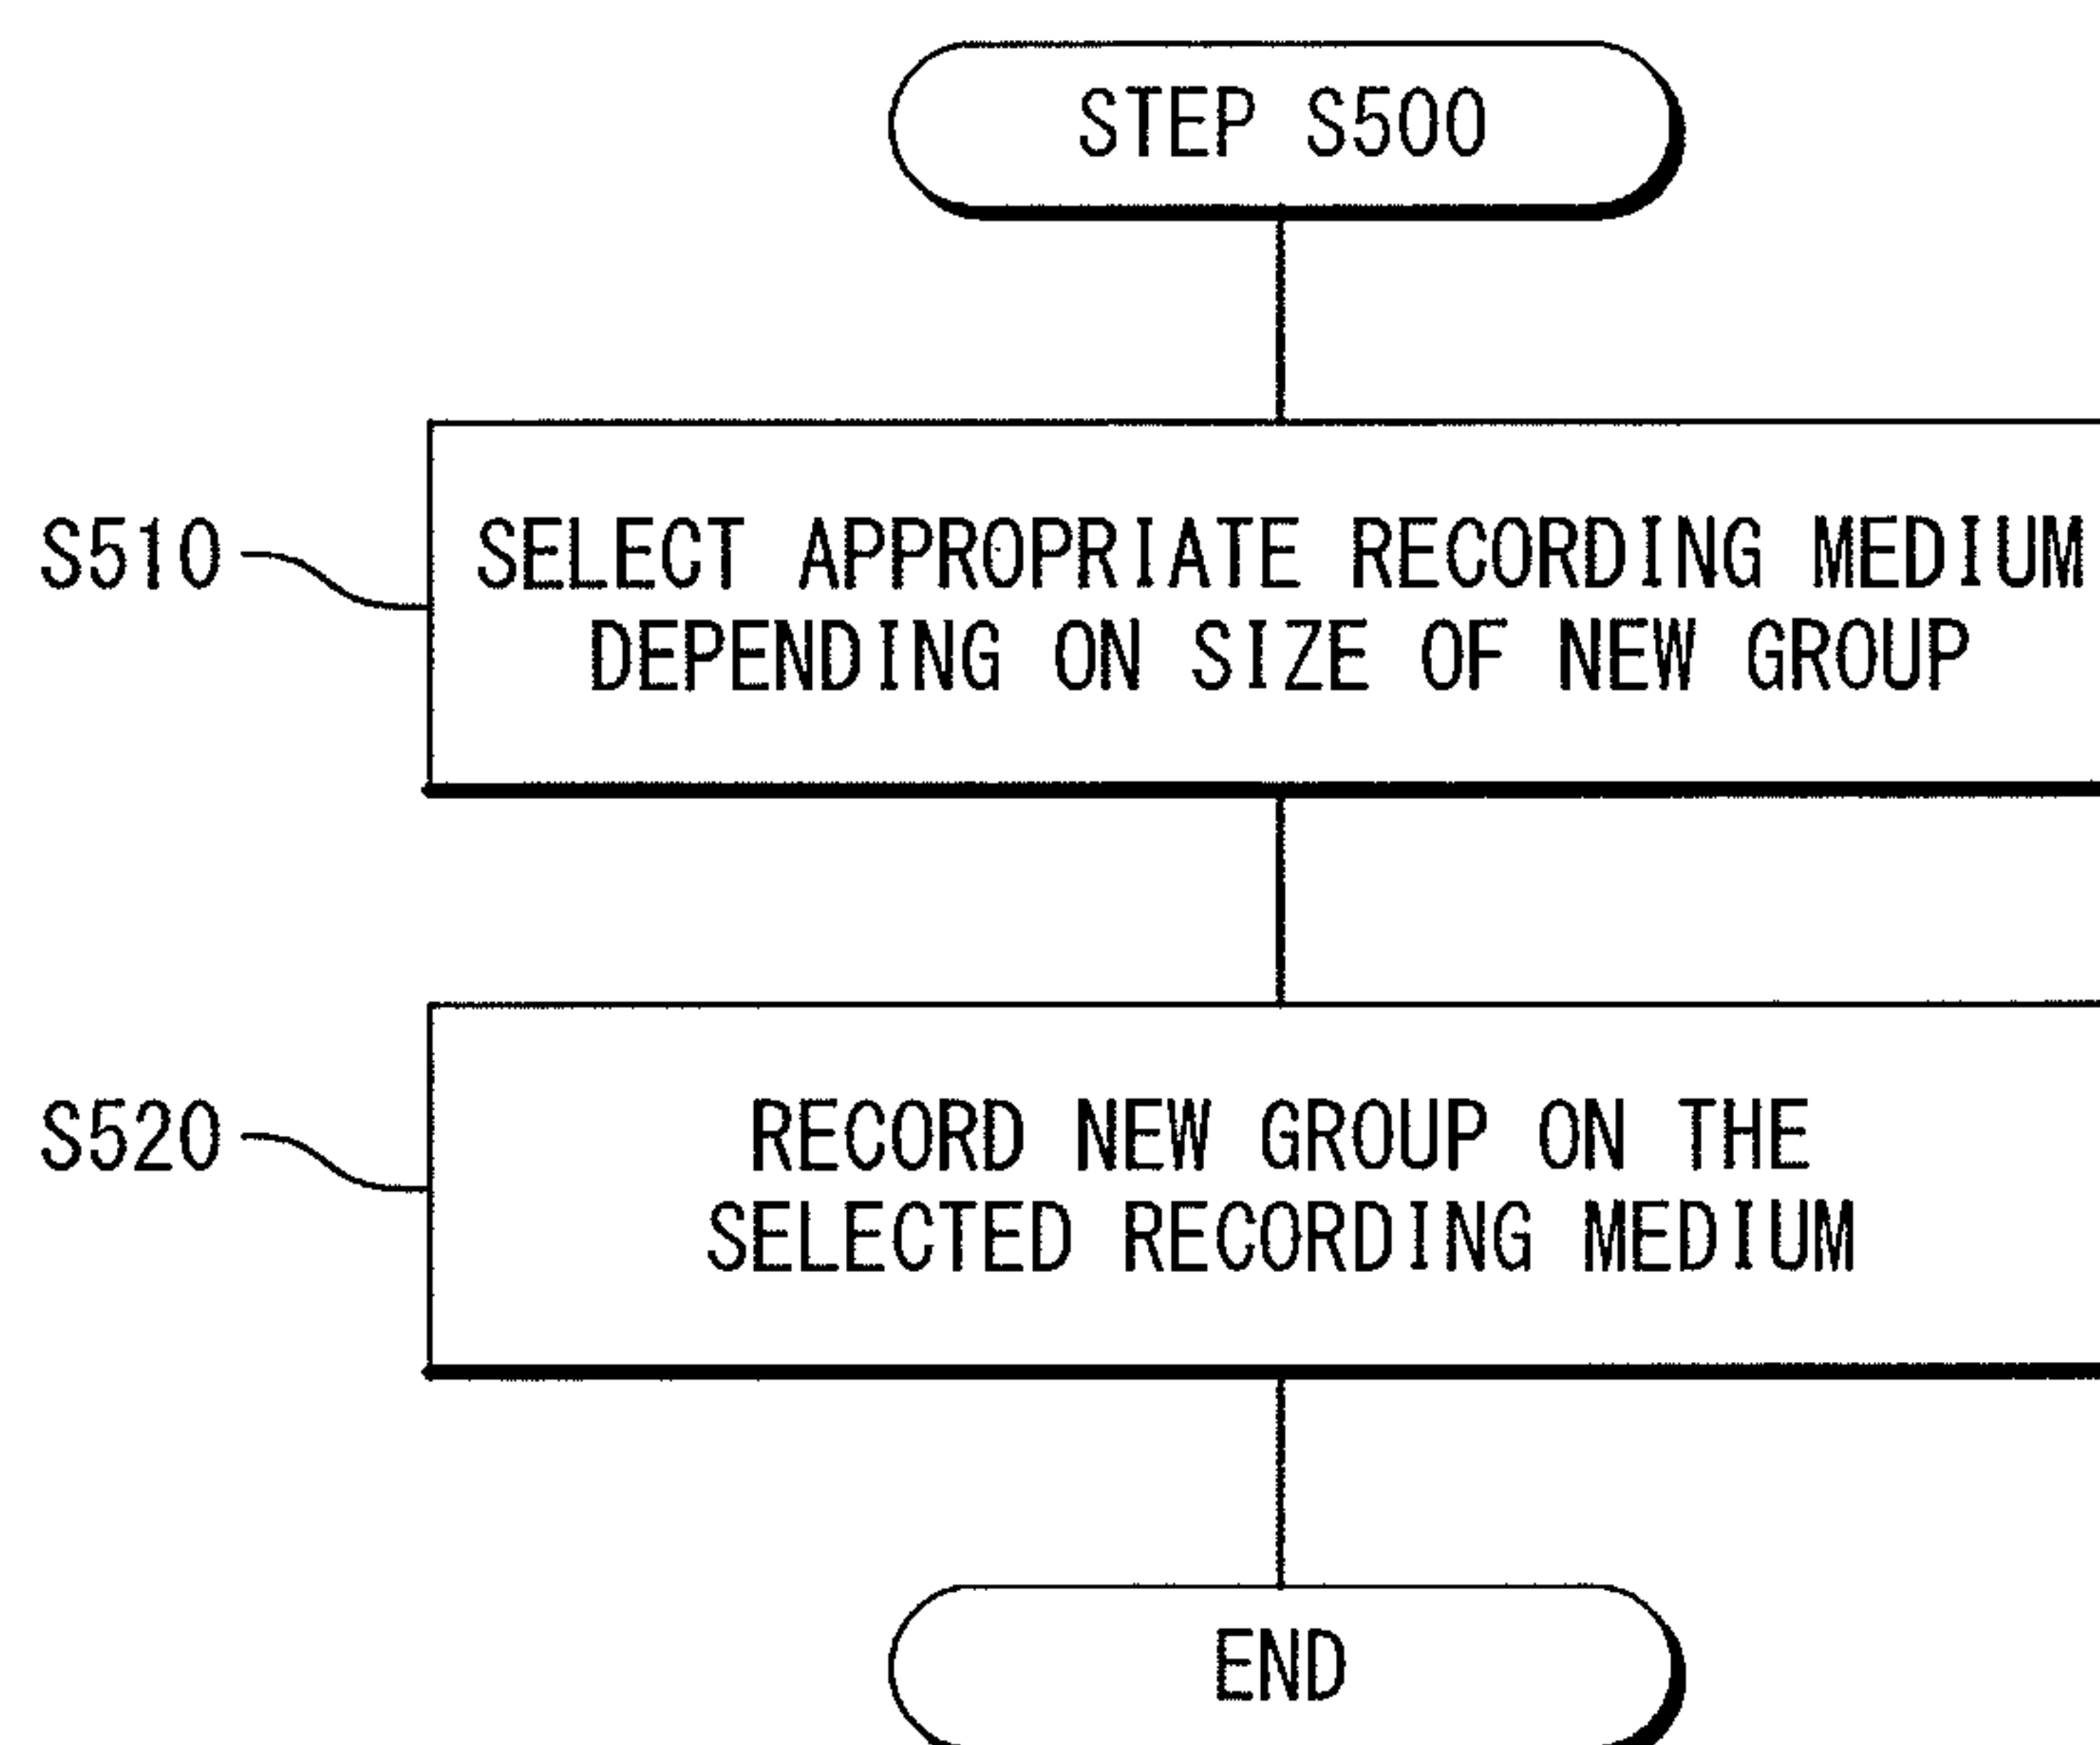 STEP S500
S510
SELECT APPROPRIATE RECORDING MEDIUM
DEPENDING ON SIZE OF NEW GROUP
S520
RECORD NEW GROUP ON THE
SELECTED RECORDING MEDIUM
END